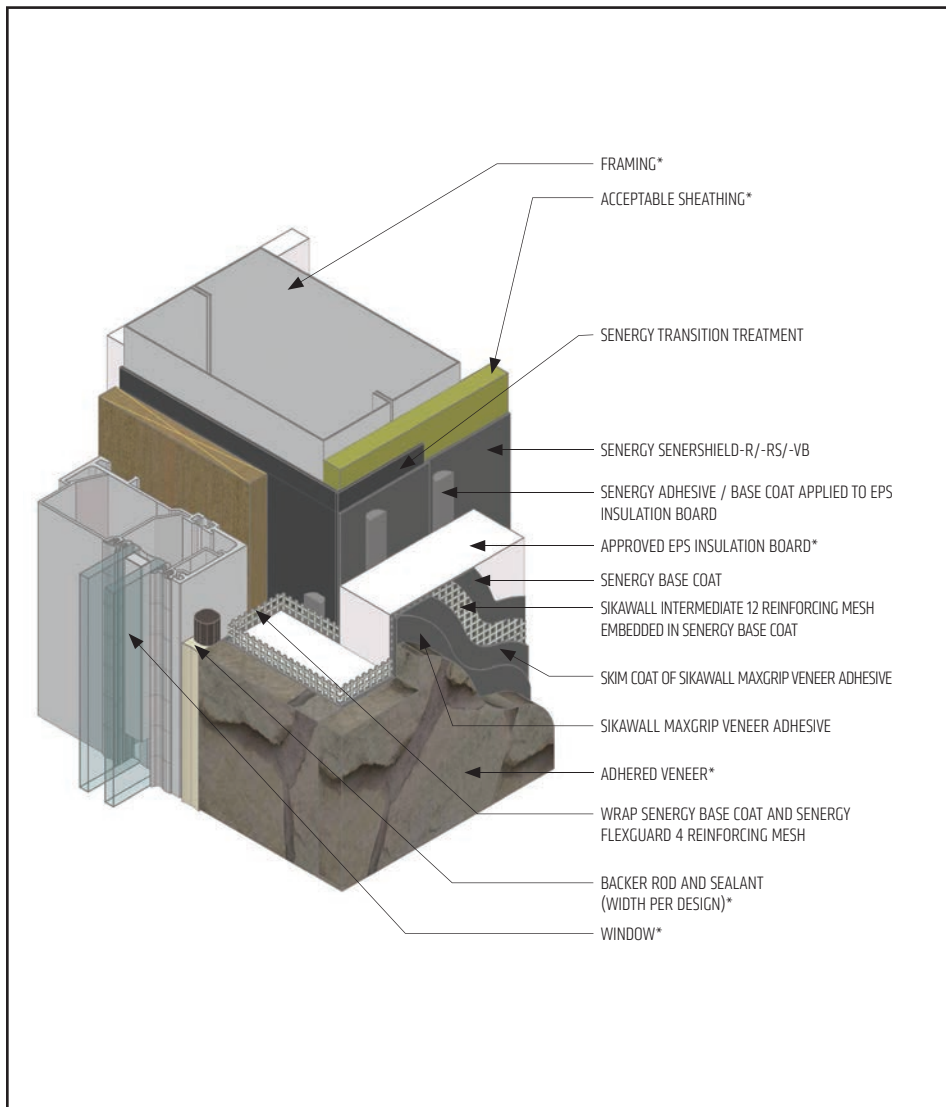 FRAMING*
ACCEPTABLE SHEATHING*
SENERGY TRANSITION TREATMENT
SENERGY SENERSHIELD-R/-RS/-VB
SENERGY ADHESIVE / BASE COAT APPLIED TO EPS
INSULATION BOARD
APPROVED EPS INSULATION BOARD*
SENERGY BASE COAT
SIKAWALL INTERMEDIATE 12 REINFORCING MESH
EMBEDDED IN SENERGY BASE COAT
SKIM COAT OF SIKAWALL MAXGRIP VENEER ADHESIVE
SIKAWALL MAXGRIP VENEER ADHESIVE
ADHERED VENEER*
WRAP SENERGY BASE COAT AND SENERGY
FLEXGUARD 4 REINFORCING MESH
BACKER ROD AND SEALANT
(WIDTH PER DESIGN)*
WINDOW*